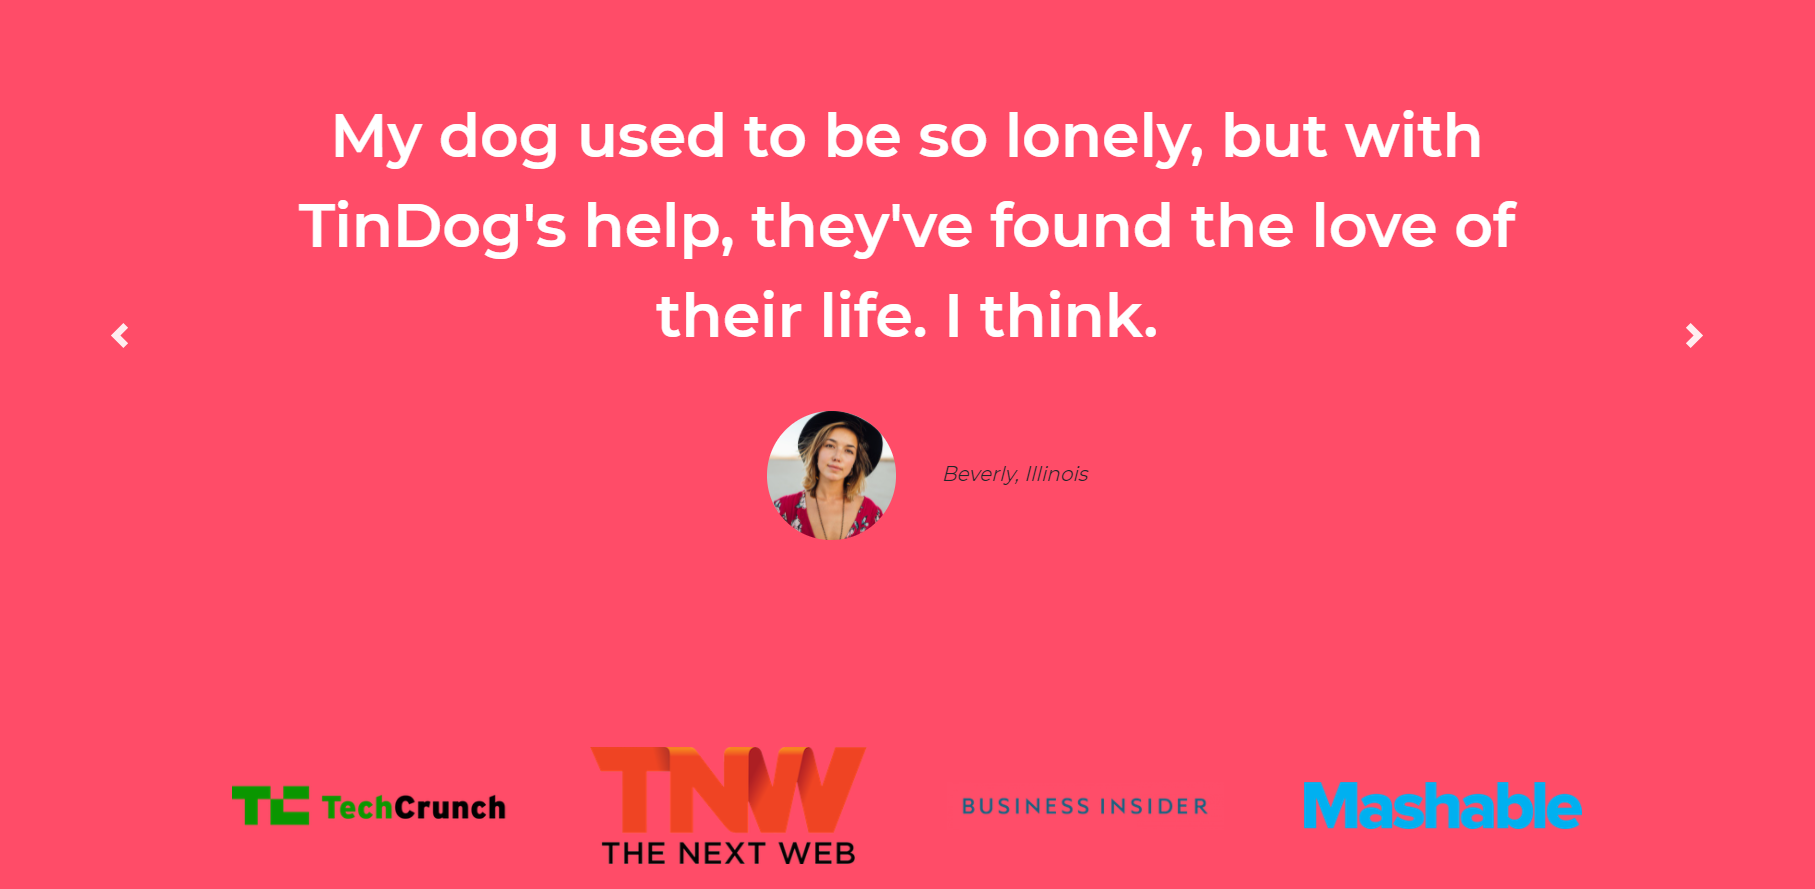 My dog used to be so lonely, but with
TinDog's help, they've found the love of
their life. I think.
Beverly, Illinois
TC TechCrunch
TNW
THE NEXT WEB
BUSINESS INSIDER
Mashable